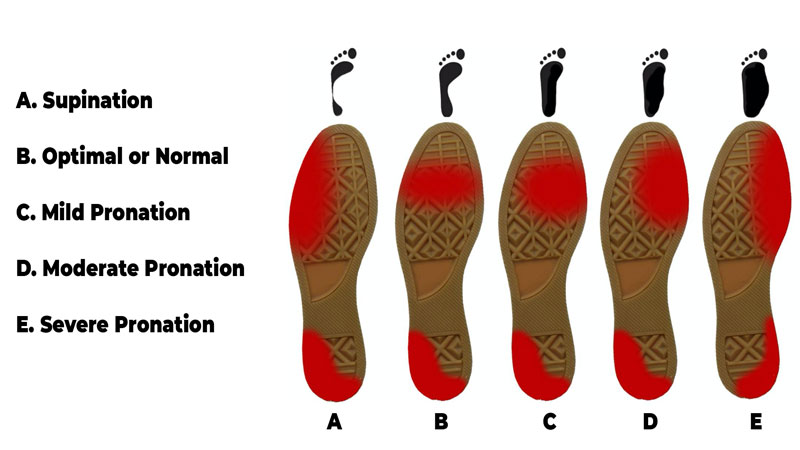 A. Supination
B. Optimal or Normal
C. Mild Pronation
D. Moderate Pronation
E. Severe Pronation
A B C D E